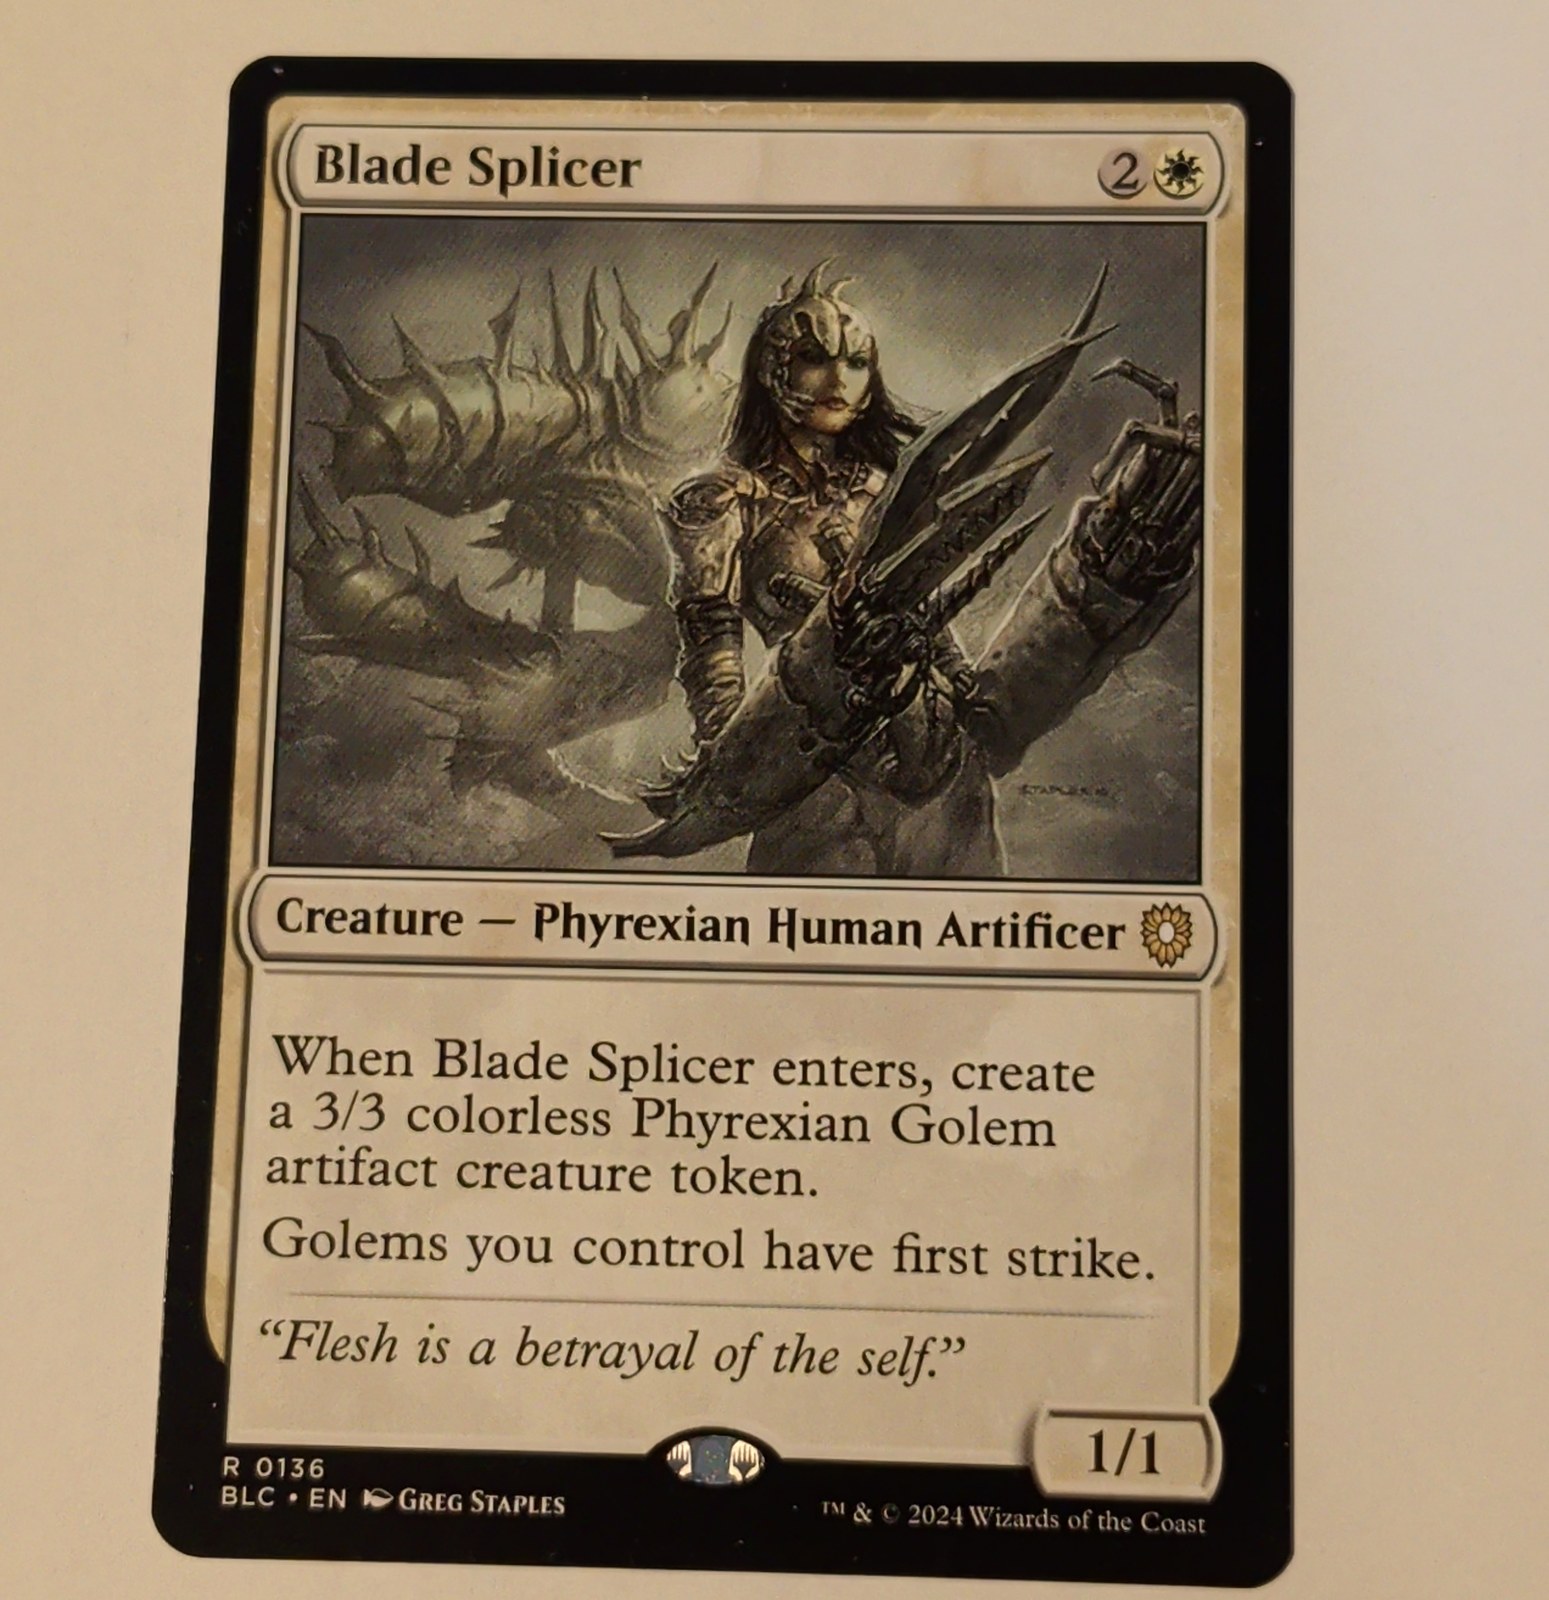 Blade Splicer 2
STAPLES 10
Creature — Phyrexian Human Artificer
When Blade Splicer enters, create
a 3/3 colorless Phyrexian Golem
artifact creature token.
Golems you control have first strike.
“Flesh is a betrayal of the self.”
1/1
R 0136
BLC • EN GREG STAPLES
™ & © 2024 Wizards of the Coast